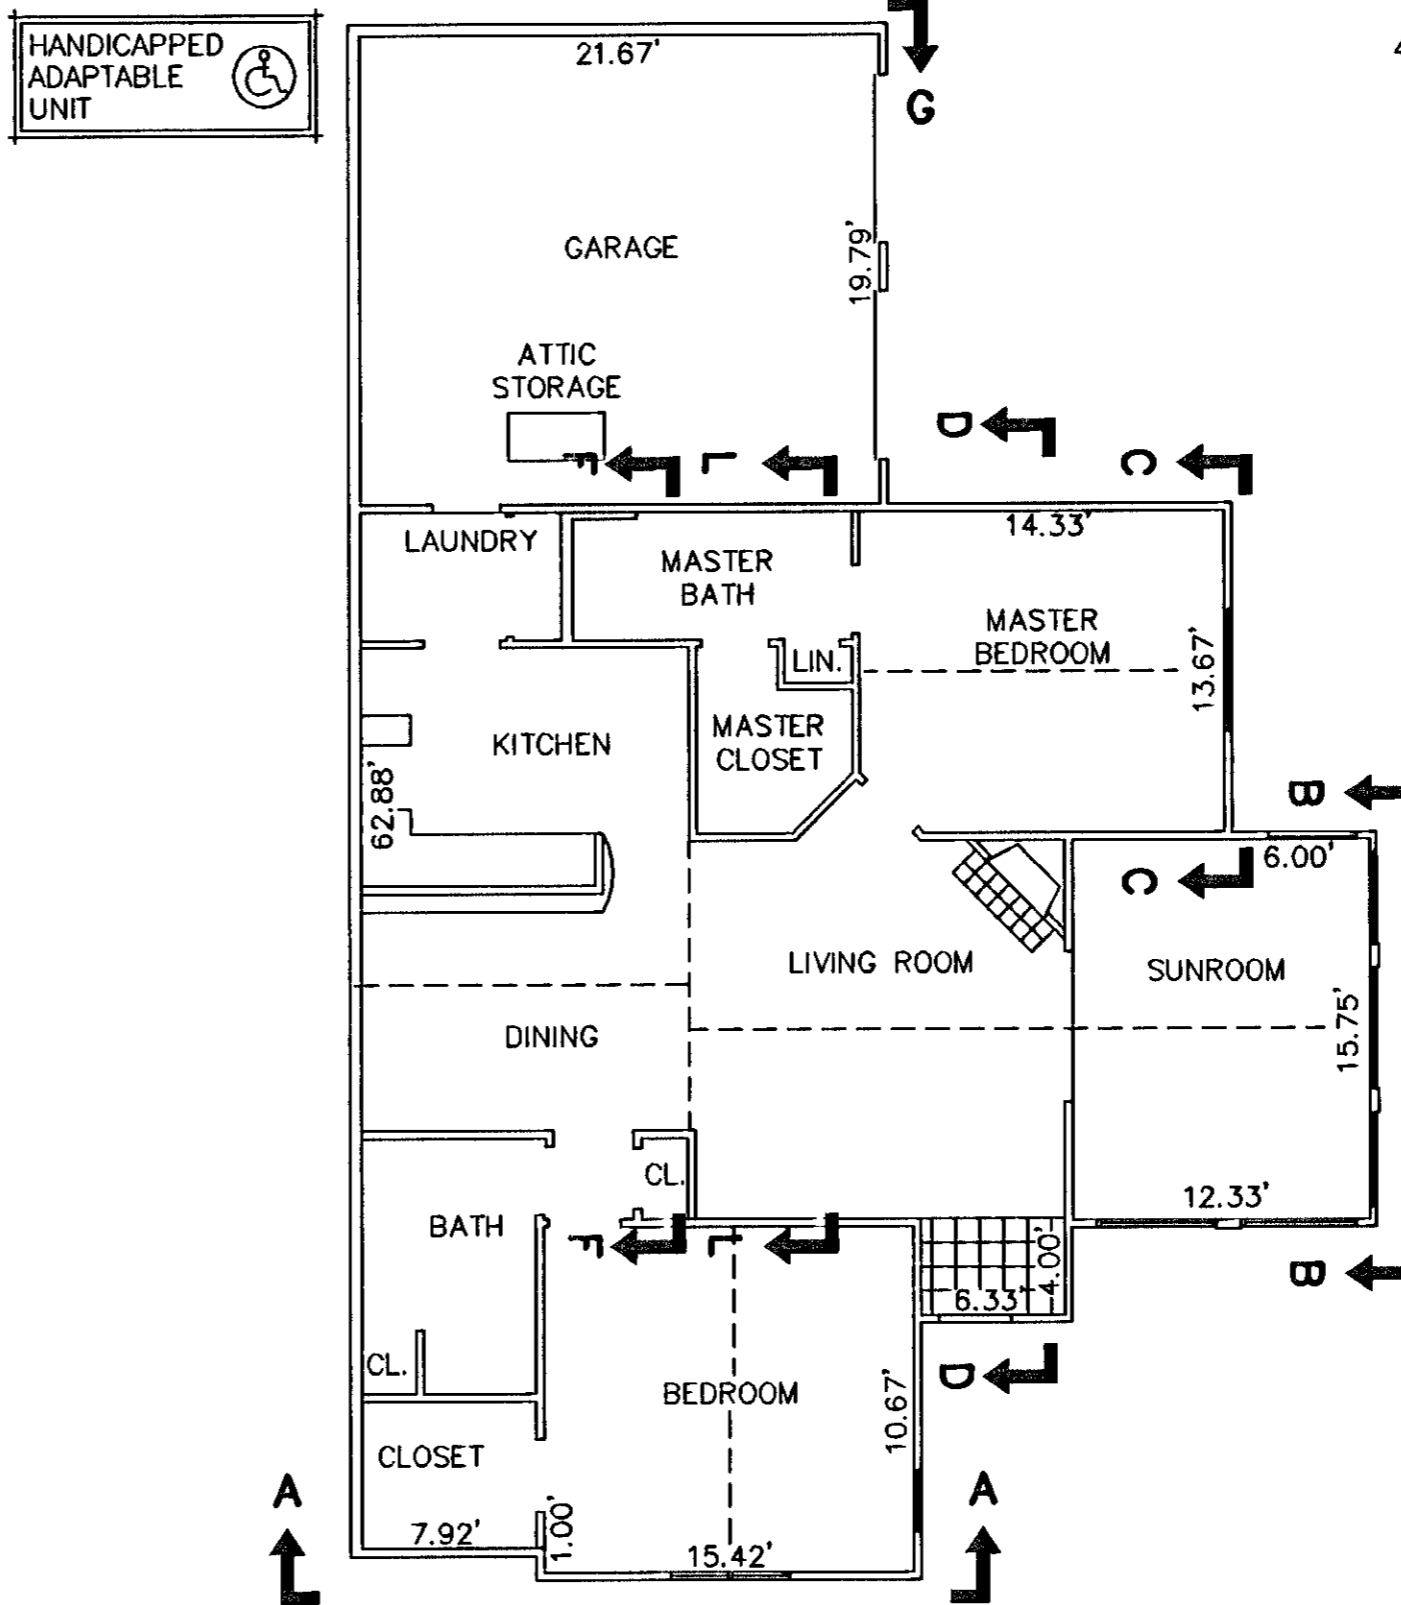 HANDICAPPED
ADAPTABLE
UNIT
21.67'
G
GARAGE
19.79'
ATTIC
STORAGE
D
C
F
L
LAUNDRY
14.33'
MASTER
BATH
MASTER
BEDROOM
LIN.
13.67'
MASTER
CLOSET
KITCHEN
62.88'
B
6.00'
C
LIVING ROOM
SUNROOM
DINING
15.75'
CL.
12.33'
BATH
F
L
4.00'
6.33'
B
CL.
BEDROOM
D
10.67'
CLOSET
A
A
7.92'
1.00'
15.42'